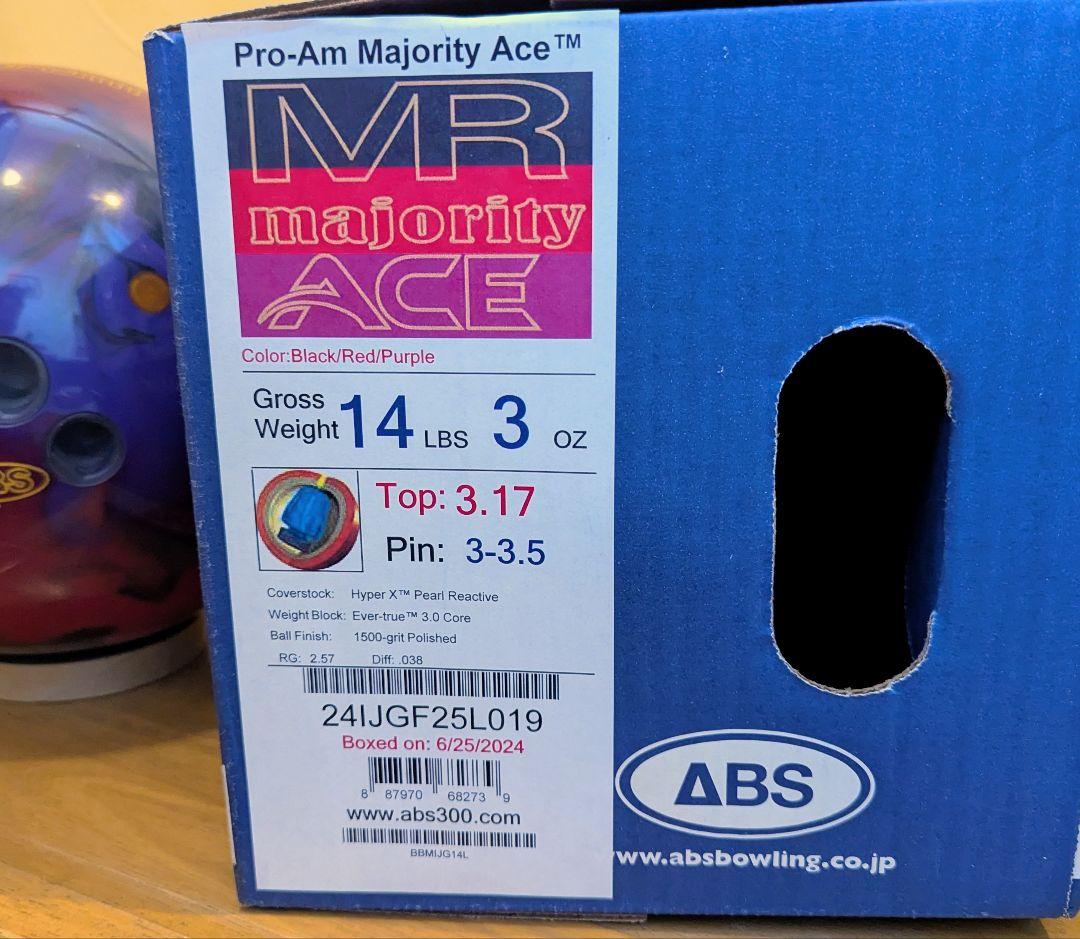 Pro-Am Majority Ace™
MR
majority
ACE
Color:Black/Red/Purple
Gross Weight 14 LBS 3 OZ
Top: 3.17
Pin: 3-3.5
Coverstock: Hyper X™ Pearl Reactive
Weight Block: Ever-true™ 3.0 Core
Ball Finish: 1500-grit Polished
RG: 2.57 Diff: .038
24IJGF25L019
Boxed on: 6/25/2024
8 87970 68273 9
www.abs300.com
BBMIJG14L
ABS
ww.absbowling.co.jp
BS